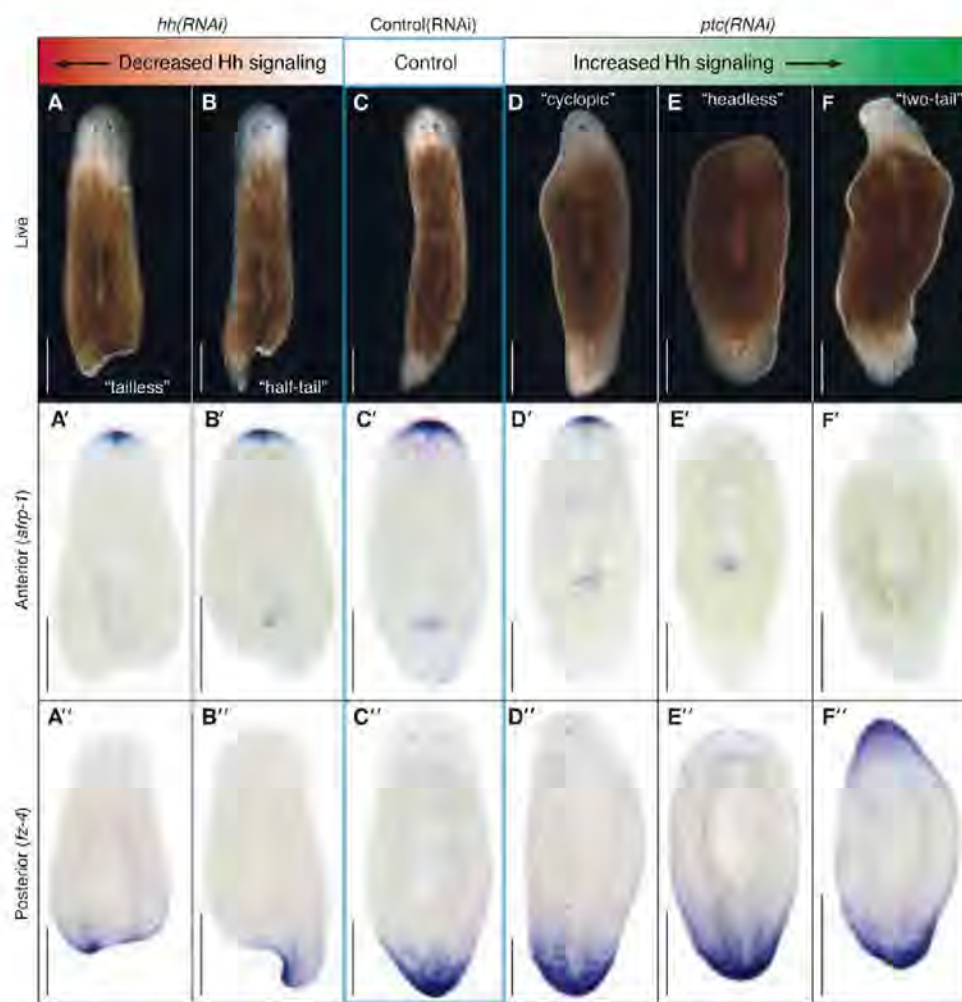 hh(RNAi) Control(RNAi) ptc(RNAi)
Decreased Hh signaling Control Increased Hh signaling
A B C D E F
"cyclopic" "headless" "two-tail"
Live
"tailless" "half-tail"
A' B' C' D' E' F'
Anterior (sfrp-1)
A'' B'' C'' D'' E'' F''
Posterior (fz-4)